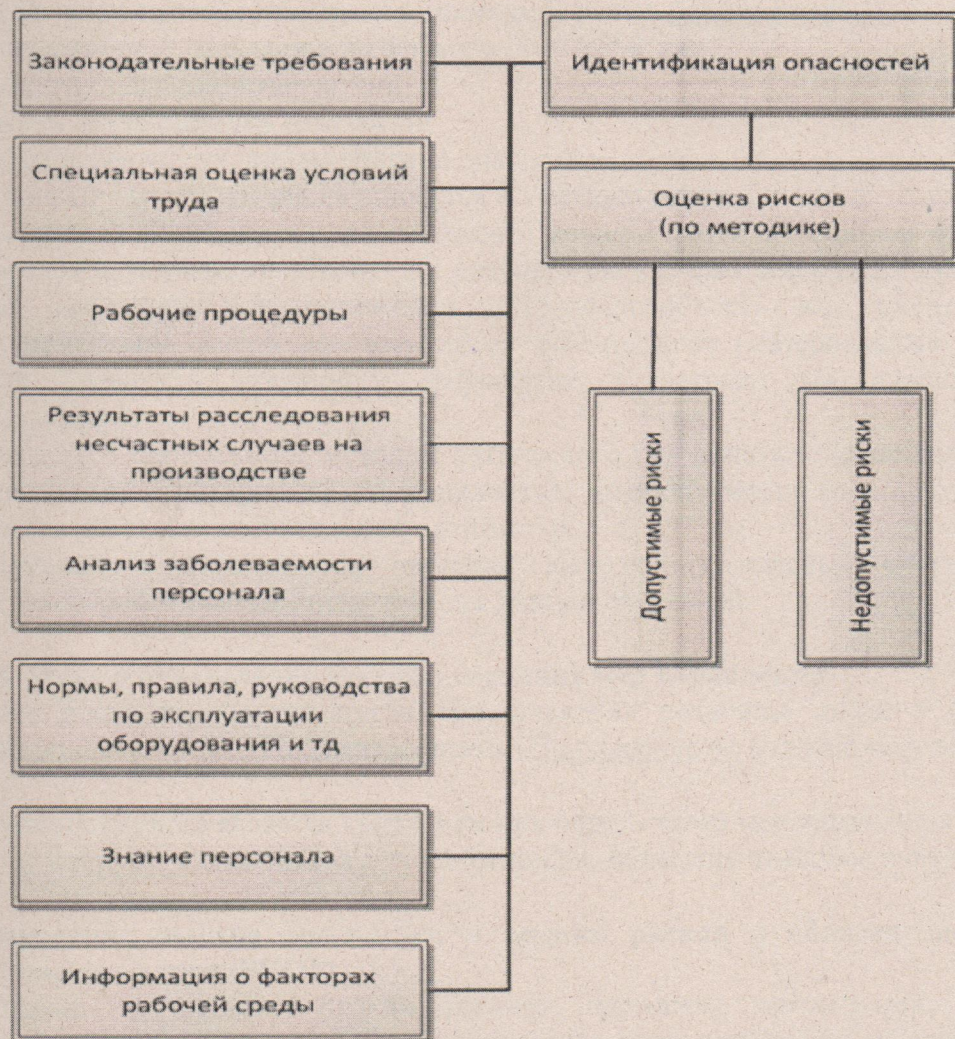 Законодательные требования
Специальная оценка условий
труда
Рабочие процедуры
Результаты расследования
несчастных случаев на
производстве
Анализ заболеваемости
персонала
Нормы, правила, руководства
по эксплуатации
оборудования и тд
Знание персонала
Информация о факторах
рабочей среды
Идентификация опасностей
Оценка рисков
(по методике)
Допустимые риски
Недопустимые риски